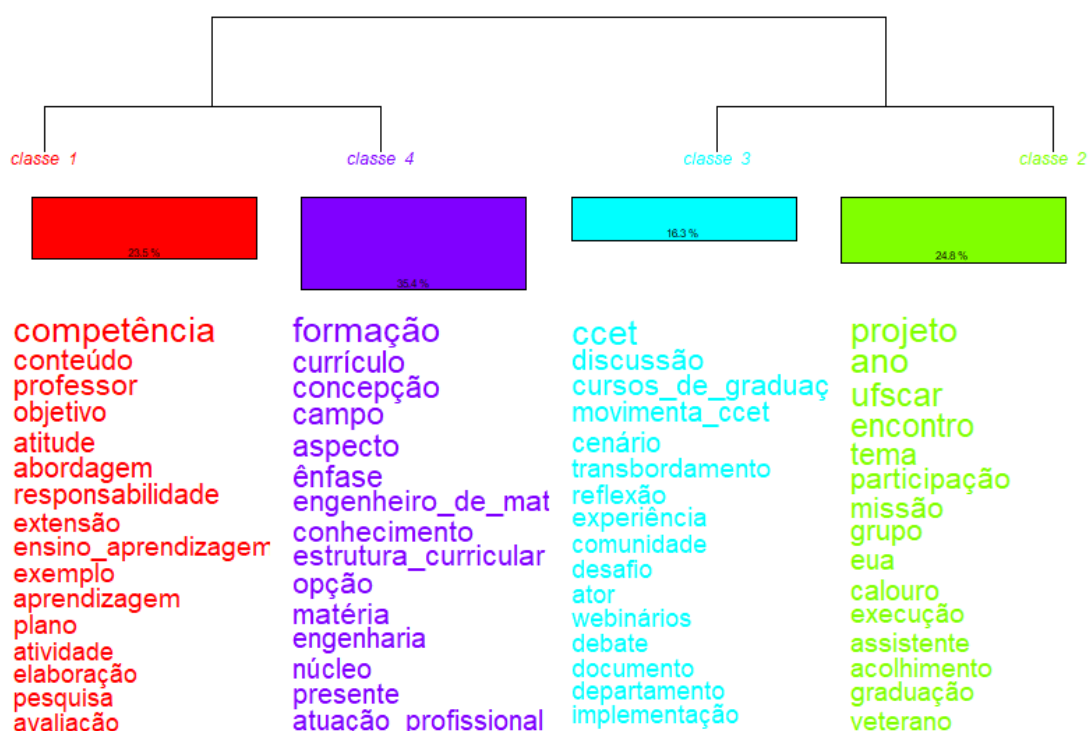 classe 1
classe 4
classe 3
classe 2
23.5 %
35.4 %
16.3 %
24.8 %
competência
conteúdo
professor
objetivo
atitude
abordagem
responsabilidade
extensão
ensino_aprendizagem
exemplo
aprendizagem
plano
atividade
elaboração
pesquisa
avaliação
formação
currículo
concepção
campo
aspecto
ênfase
engenheiro_de_mat
conhecimento
estrutura_curricular
opção
matéria
engenharia
núcleo
presente
atuação_profissional
ccet
discussão
cursos_de_graduaç
movimenta_ccet
cenário
transbordamento
reflexão
experiência
comunidade
desafio
ator
webinários
debate
documento
departamento
implementação
projeto
ano
ufscar
encontro
tema
participação
missão
grupo
eua
calouro
execução
assistente
acolhimento
graduação
veterano